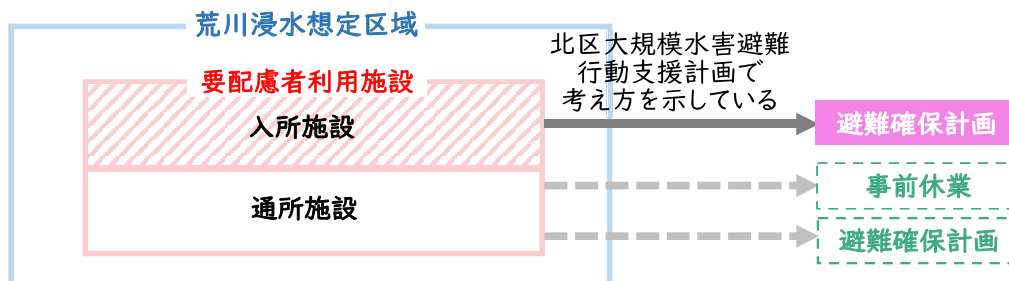 荒川浸水想定区域
要配慮者利用施設
入所施設
通所施設
北区大規模水害避難
行動支援計画で
考え方を示している
避難確保計画
事前休業
避難確保計画